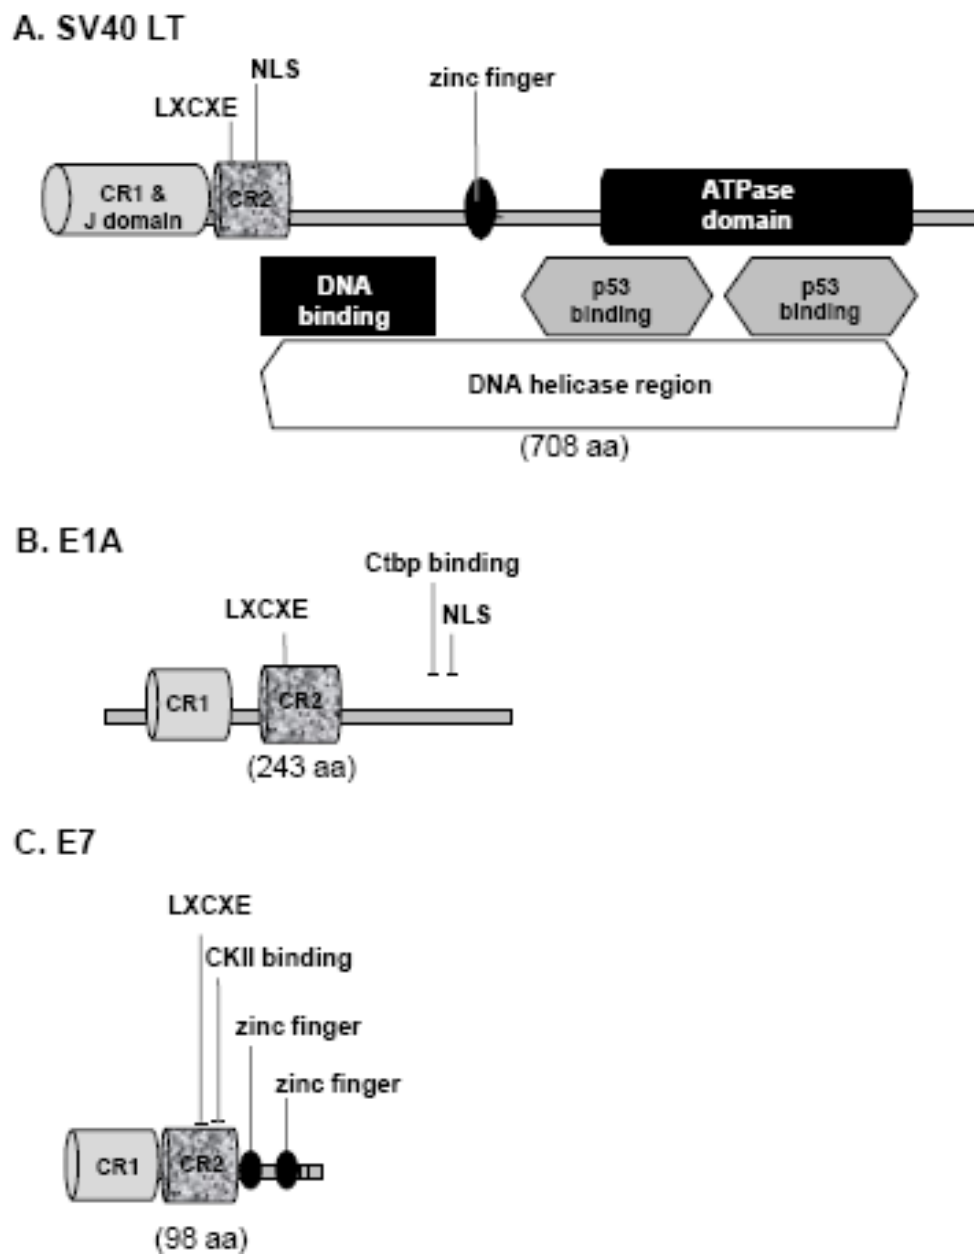 A. SV40 LT
NLS
zinc finger
LXCXE
CR1 &
J domain
CR2
ATPase
domain
DNA
binding
p53
binding
p53
binding
DNA helicase region
(708 aa)
B. E1A
Ctbp binding
LXCXE
NLS
CR1
CR2
(243 aa)
C. E7
LXCXE
CKII binding
zinc finger
zinc finger
CR1
CR2
(98 aa)